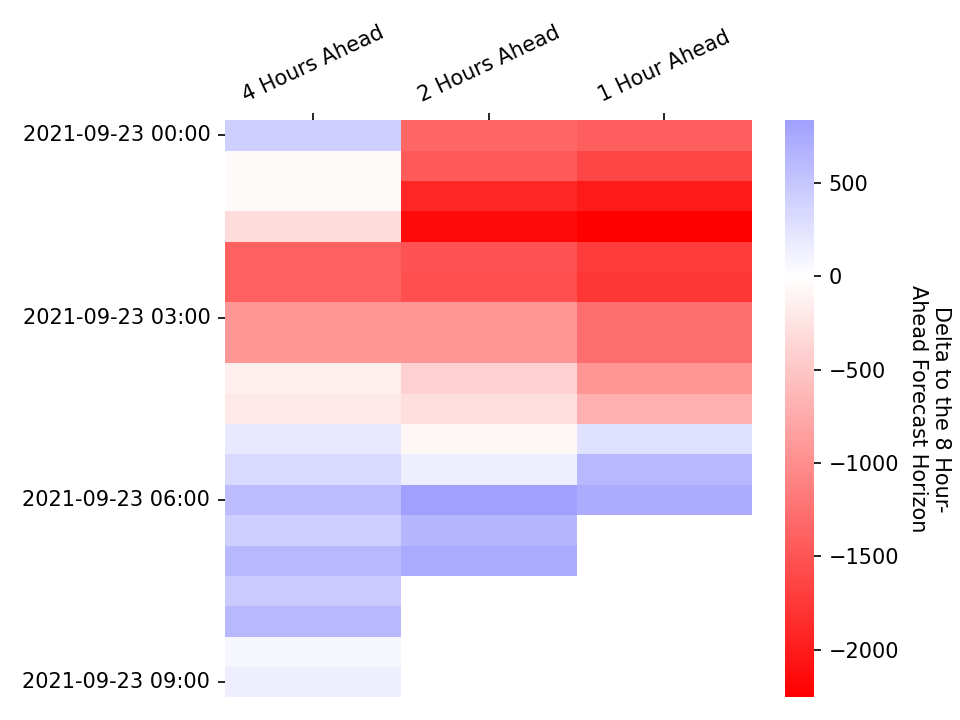 4 Hours Ahead
2 Hours Ahead
1 Hour Ahead
2021-09-23 00:00
2021-09-23 03:00
2021-09-23 06:00
2021-09-23 09:00
500
0
−500
−1000
−1500
−2000
Delta to the 8 Hour-
Ahead Forecast Horizon